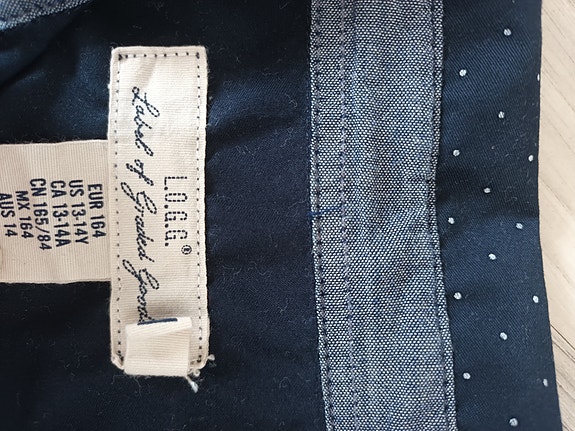 L.O.G.G.®
Label of Graded Goods
EUR 164
US 13-14Y
CA 13-14A
CN 165/84
MX 164
AUS 14